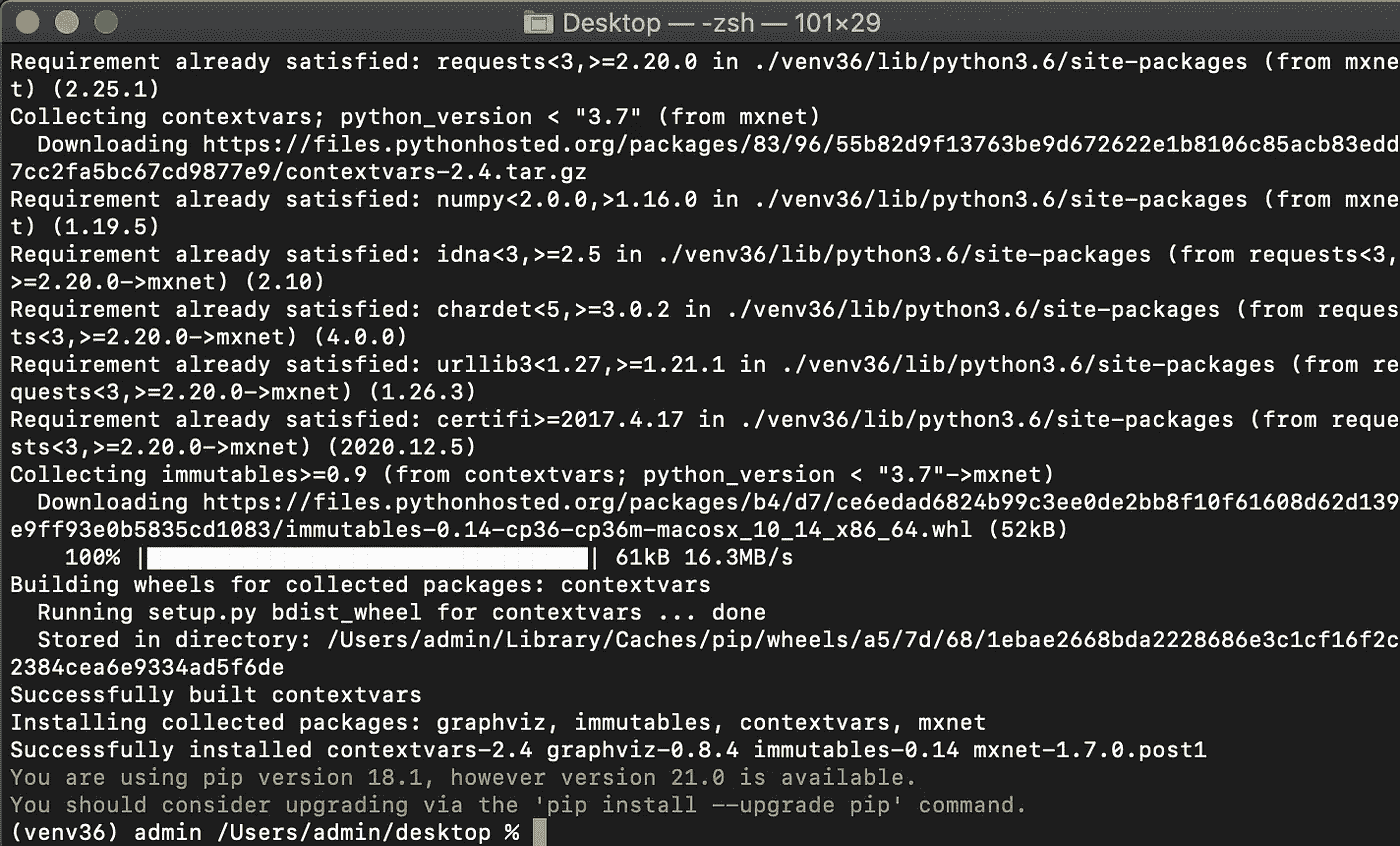 Desktop — -zsh — 101×29
Requirement already satisfied: requests<3,>=2.20.0 in ./venv36/lib/python3.6/site-packages (from mxne
t) (2.25.1)
Collecting contextvars; python_version < "3.7" (from mxnet)
  Downloading https://files.pythonhosted.org/packages/83/96/55b82d9f13763be9d672622e1b8106c85acb83edd
7cc2fa5bc67cd9877e9/contextvars-2.4.tar.gz
Requirement already satisfied: numpy<2.0.0,>1.16.0 in ./venv36/lib/python3.6/site-packages (from mxne
t) (1.19.5)
Requirement already satisfied: idna<3,>=2.5 in ./venv36/lib/python3.6/site-packages (from requests<3,
>=2.20.0->mxnet) (2.10)
Requirement already satisfied: chardet<5,>=3.0.2 in ./venv36/lib/python3.6/site-packages (from reques
ts<3,>=2.20.0->mxnet) (4.0.0)
Requirement already satisfied: urllib3<1.27,>=1.21.1 in ./venv36/lib/python3.6/site-packages (from re
quests<3,>=2.20.0->mxnet) (1.26.3)
Requirement already satisfied: certifi>=2017.4.17 in ./venv36/lib/python3.6/site-packages (from reque
sts<3,>=2.20.0->mxnet) (2020.12.5)
Collecting immutables>=0.9 (from contextvars; python_version < "3.7"->mxnet)
  Downloading https://files.pythonhosted.org/packages/b4/d7/ce6edad6824b99c3ee0de2bb8f10f61608d62d139
e9ff93e0b5835cd1083/immutables-0.14-cp36-cp36m-macosx_10_14_x86_64.whl (52kB)
    100% || 61kB 16.3MB/s
Building wheels for collected packages: contextvars
  Running setup.py bdist_wheel for contextvars ... done
  Stored in directory: /Users/admin/Library/Caches/pip/wheels/a5/7d/68/1ebae2668bda2228686e3c1cf16f2c
2384cea6e9334ad5f6de
Successfully built contextvars
Installing collected packages: graphviz, immutables, contextvars, mxnet
Successfully installed contextvars-2.4 graphviz-0.8.4 immutables-0.14 mxnet-1.7.0.post1
You are using pip version 18.1, however version 21.0 is available.
You should consider upgrading via the 'pip install --upgrade pip' command.
(venv36) admin /Users/admin/desktop %